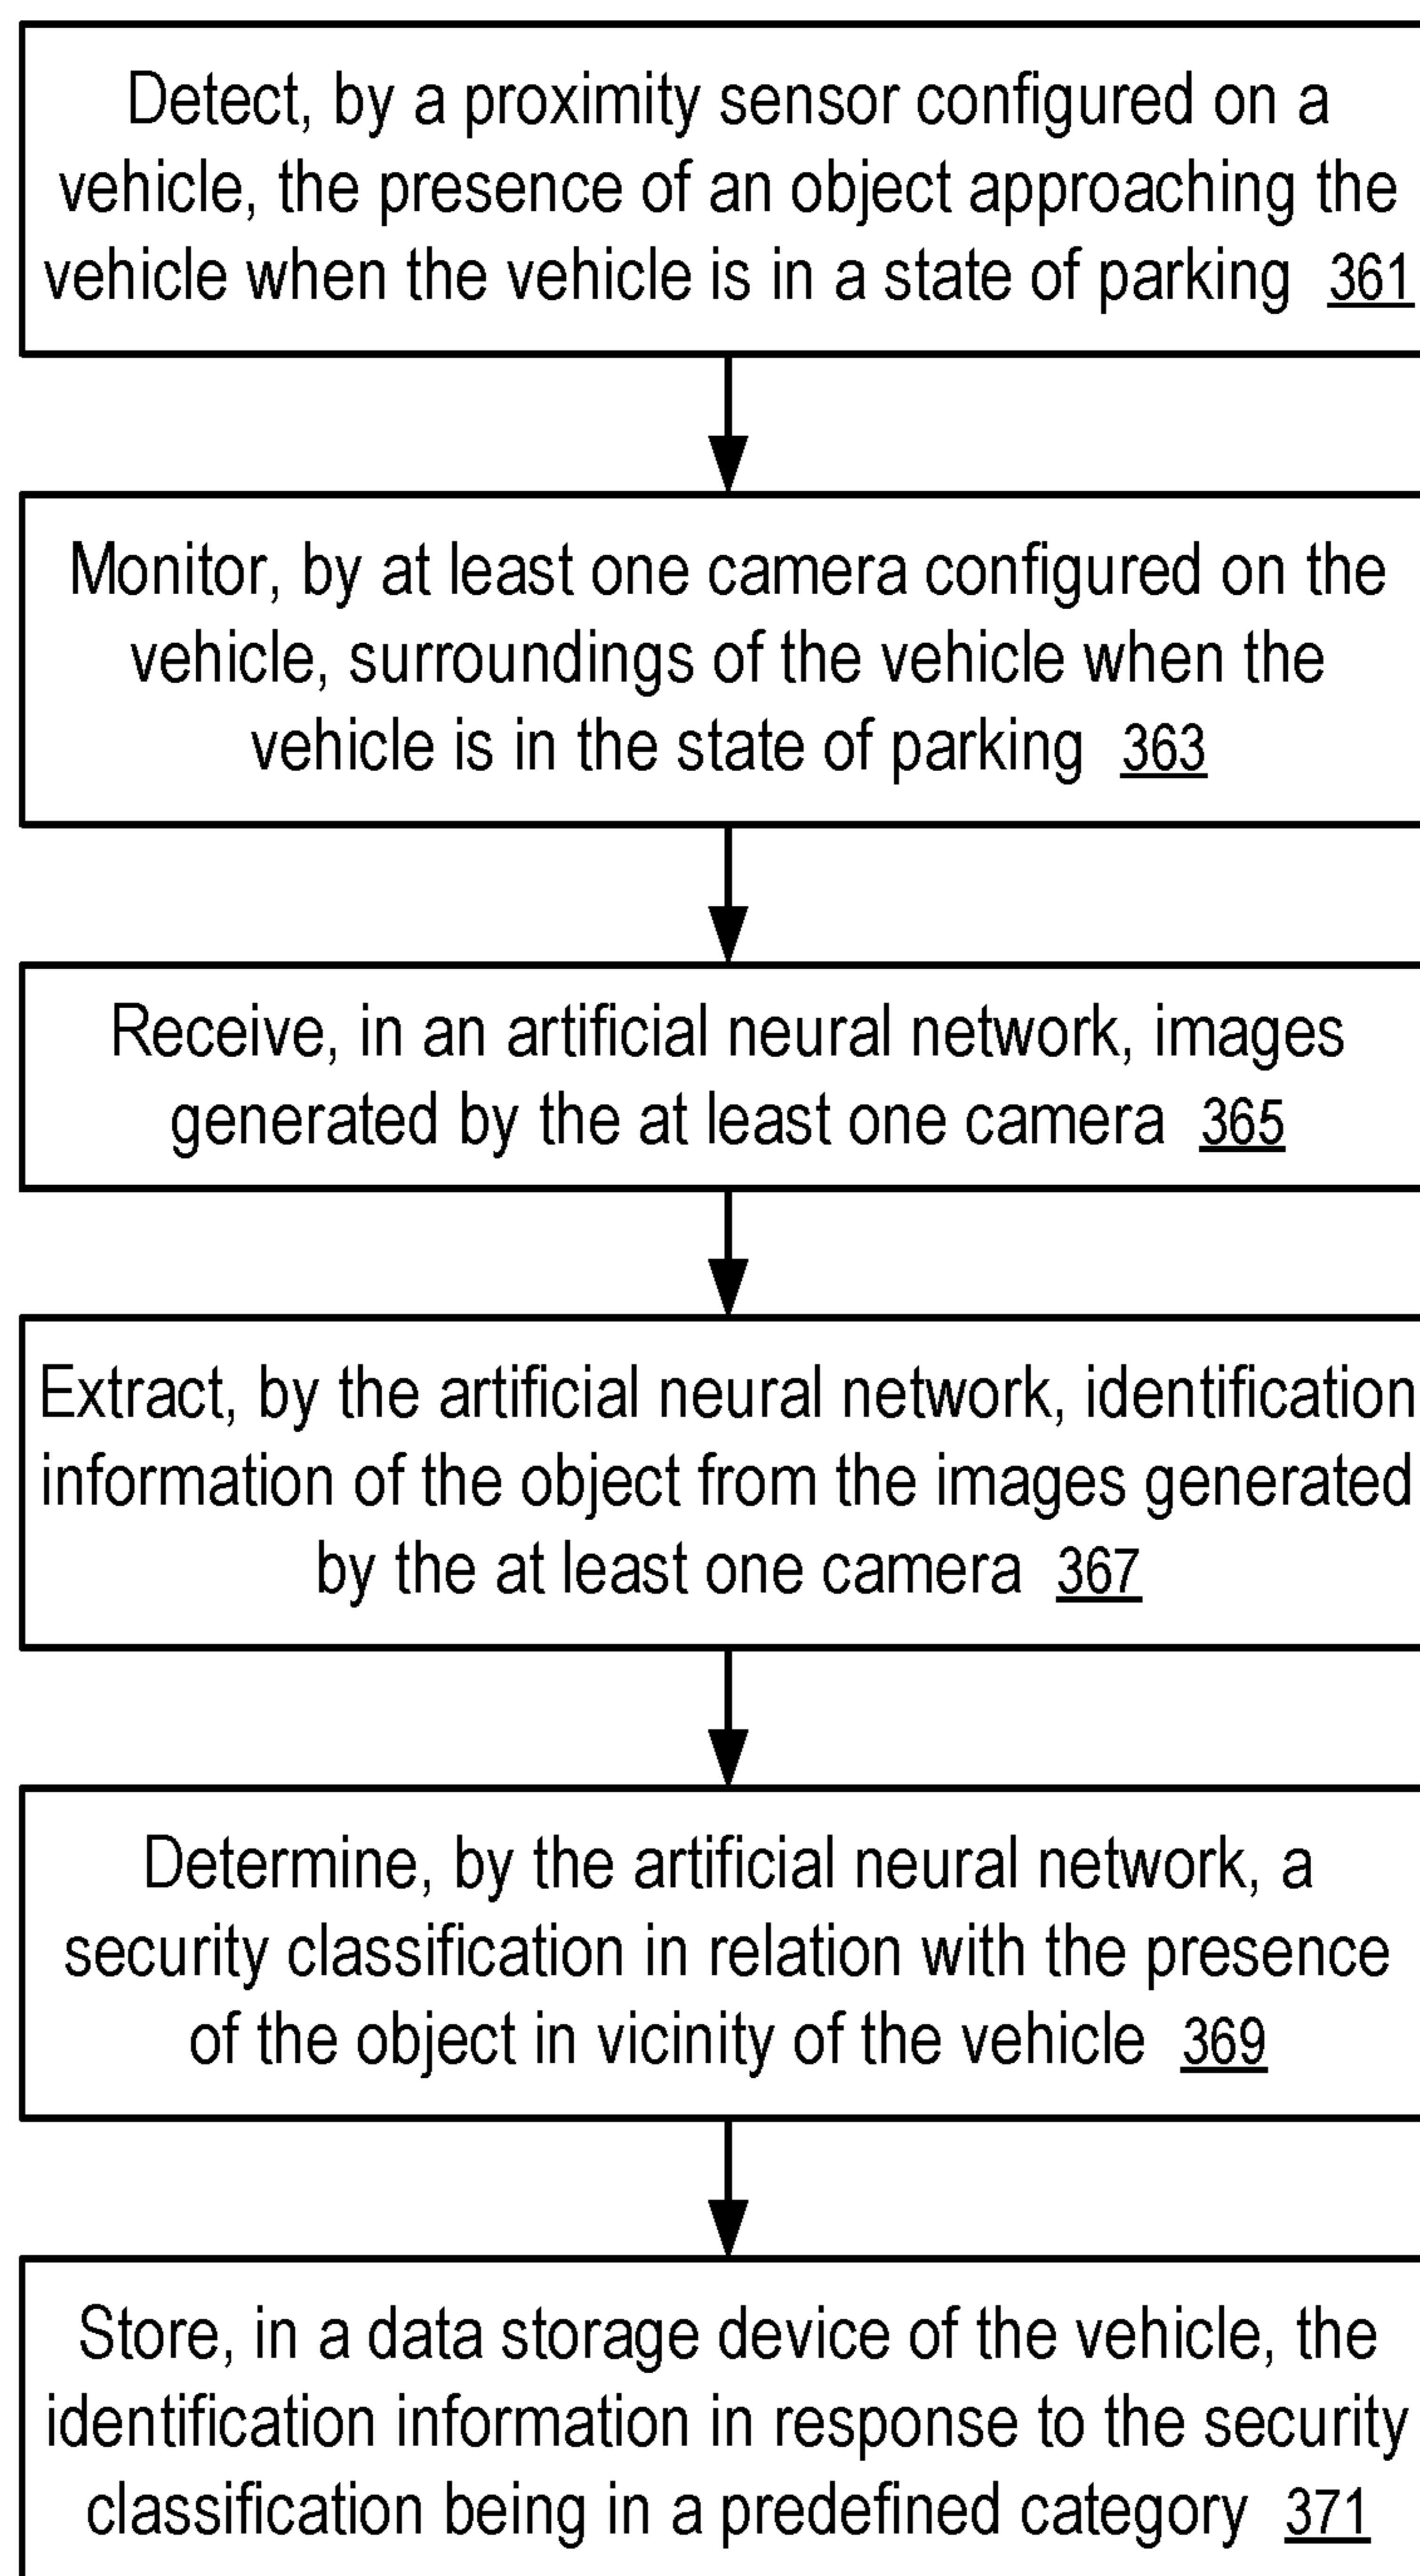 Detect, by a proximity sensor configured on a
vehicle, the presence of an object approaching the
vehicle when the vehicle is in a state of parking 361
Monitor, by at least one camera configured on the
vehicle, surroundings of the vehicle when the
vehicle is in the state of parking 363
Receive, in an artificial neural network, images
generated by the at least one camera 365
Extract, by the artificial neural network, identification
information of the object from the images generated
by the at least one camera 367
Determine, by the artificial neural network, a
security classification in relation with the presence
of the object in vicinity of the vehicle 369
Store, in a data storage device of the vehicle, the
identification information in response to the security
classification being in a predefined category 371